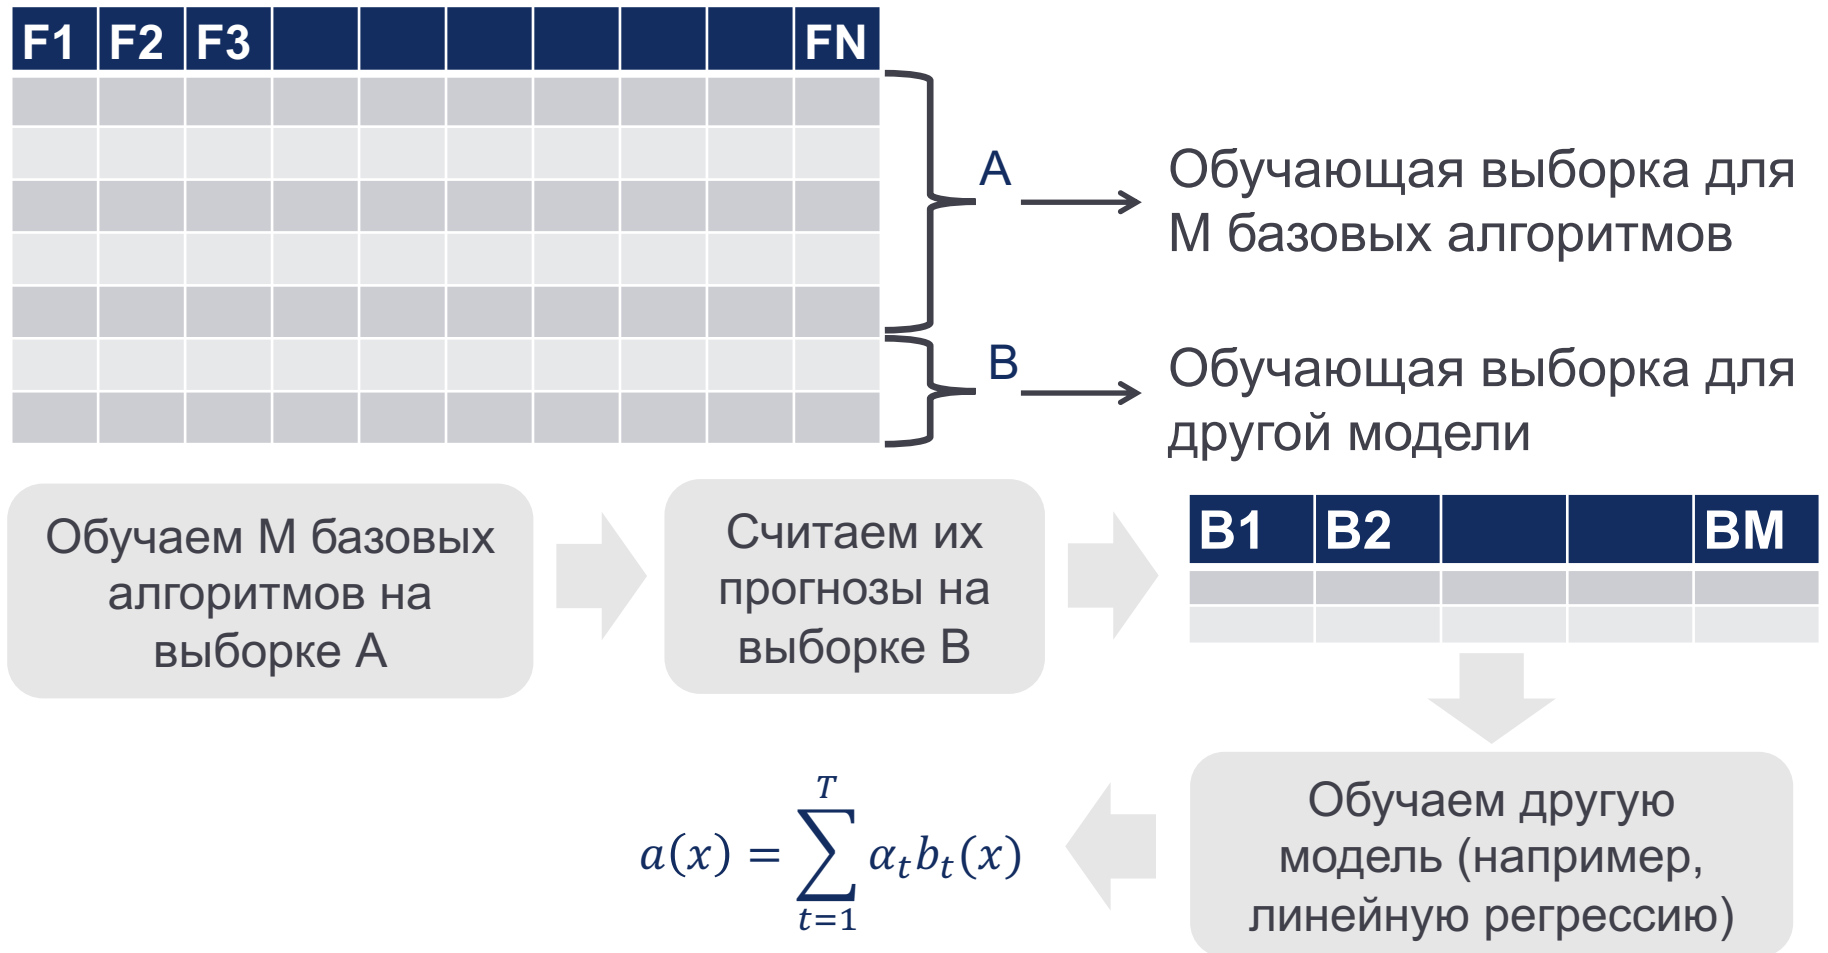 F1 F2 F3 FN
A
Обучающая выборка для
М базовых алгоритмов
B
Обучающая выборка для
другой модели
Обучаем М базовых
алгоритмов на
выборке А
Считаем их
прогнозы на
выборке В
B1 B2 BM
Обучаем другую
модель (например,
линейную регрессию)
a(x) = \sum_{t=1}^{T} α_t b_t(x)